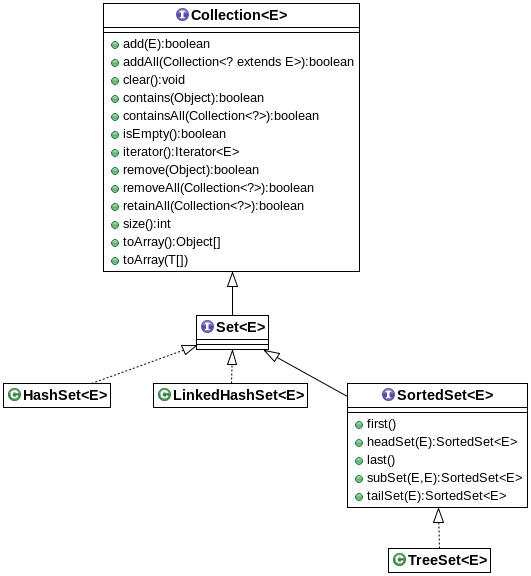 I Collection<E>
add(E):boolean
addAll(Collection<? extends E>):boolean
clear():void
contains(Object):boolean
containsAll(Collection<?>):boolean
isEmpty():boolean
iterator():Iterator<E>
remove(Object):boolean
removeAll(Collection<?>):boolean
retainAll(Collection<?>):boolean
size():int
toArray():Object[]
toArray(T[])
I Set<E>
C HashSet<E>
C LinkedHashSet<E>
I SortedSet<E>
first()
headSet(E):SortedSet<E>
last()
subSet(E,E):SortedSet<E>
tailSet(E):SortedSet<E>
C TreeSet<E>